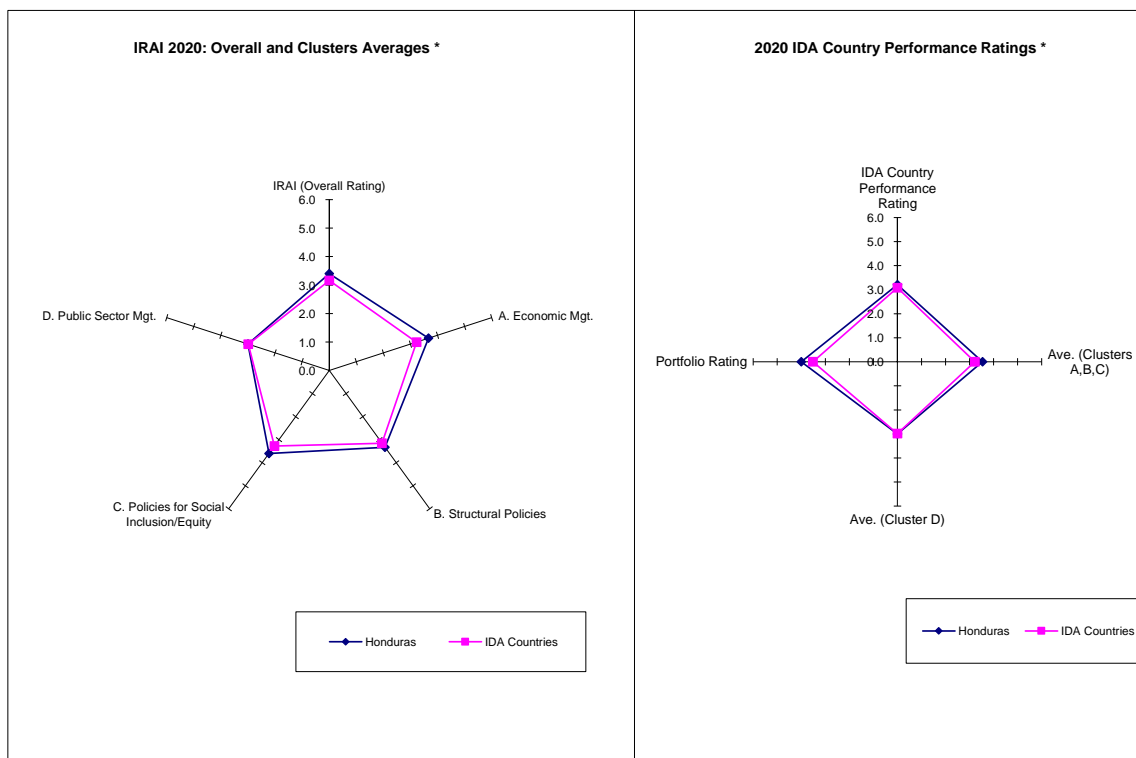 IRAI 2020: Overall and Clusters Averages *
IRAI (Overall Rating)
6.0
5.0
4.0
3.0
2.0
1.0
0.0
D. Public Sector Mgt.
A. Economic Mgt.
C. Policies for Social
Inclusion/Equity
B. Structural Policies
Honduras
IDA Countries
2020 IDA Country Performance Ratings *
IDA Country
Performance
Rating
6.0
5.0
4.0
3.0
2.0
1.0
0.0
Portfolio Rating
Ave. (Clusters
A,B,C)
Ave. (Cluster D)
Honduras
IDA Countries